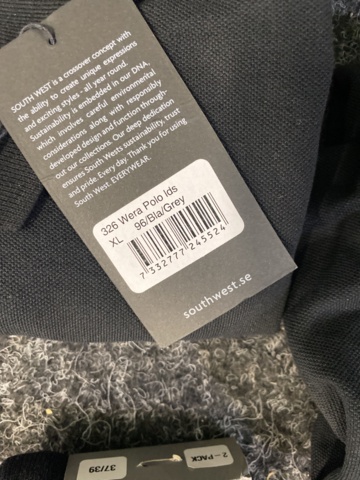 SOUTH WEST is a crossover concept with
the ability to create unique expressions
and exciting styles - all year round.
Sustainability is embedded in our DNA,
which involves careful environmental
considerations along with responsibly
developed design and function through
out our collections. Our deep dedication
ensures South Wests sustainability, trust
and pride. Every day. Thank you for using.
South West. EVERYWEAR.
326 Wera Polo lds
XL 96/Bla/Grey
7 332777 245524
southwest.se
37/39
2-PACK